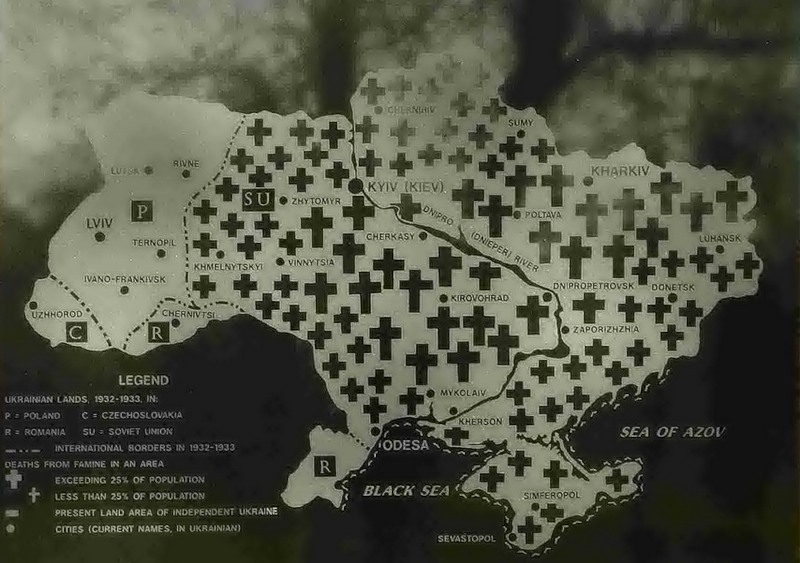 CHERNIHIV
SUMY
LUTSK
RIVNE
KHARKIV
P
SU
KYIV (KIEV)
ZHYTOMYR
DNIPRO (DNIEPER) RIVER
POLTAVA
LVIV
CHERKASY
LUHANSK
TERNOPIL
KHMELNYTSKYI
VINNYTSIA
IVANO-FRANKIVSK
DNIPROPETROVSK
DONETSK
KIROVOHRAD
UZHHOROD
CHERNIVTSI
C
R
ZAPORIZHZHIA
LEGEND
UKRAINIAN LANDS, 1932-1933, IN:
P = POLAND C = CZECHOSLOVAKIA
R = ROMANIA SU = SOVIET UNION
INTERNATIONAL BORDERS IN 1932-1933
DEATHS FROM FAMINE IN AN AREA
EXCEEDING 25% OF POPULATION
LESS THAN 25% OF POPULATION
PRESENT LAND AREA OF INDEPENDENT UKRAINE
CITIES (CURRENT NAMES, IN UKRAINIAN)
MYKOLAIV
KHERSON
ODESA
SEA OF AZOV
R
BLACK SEA
SIMFEROPOL
SEVASTOPOL